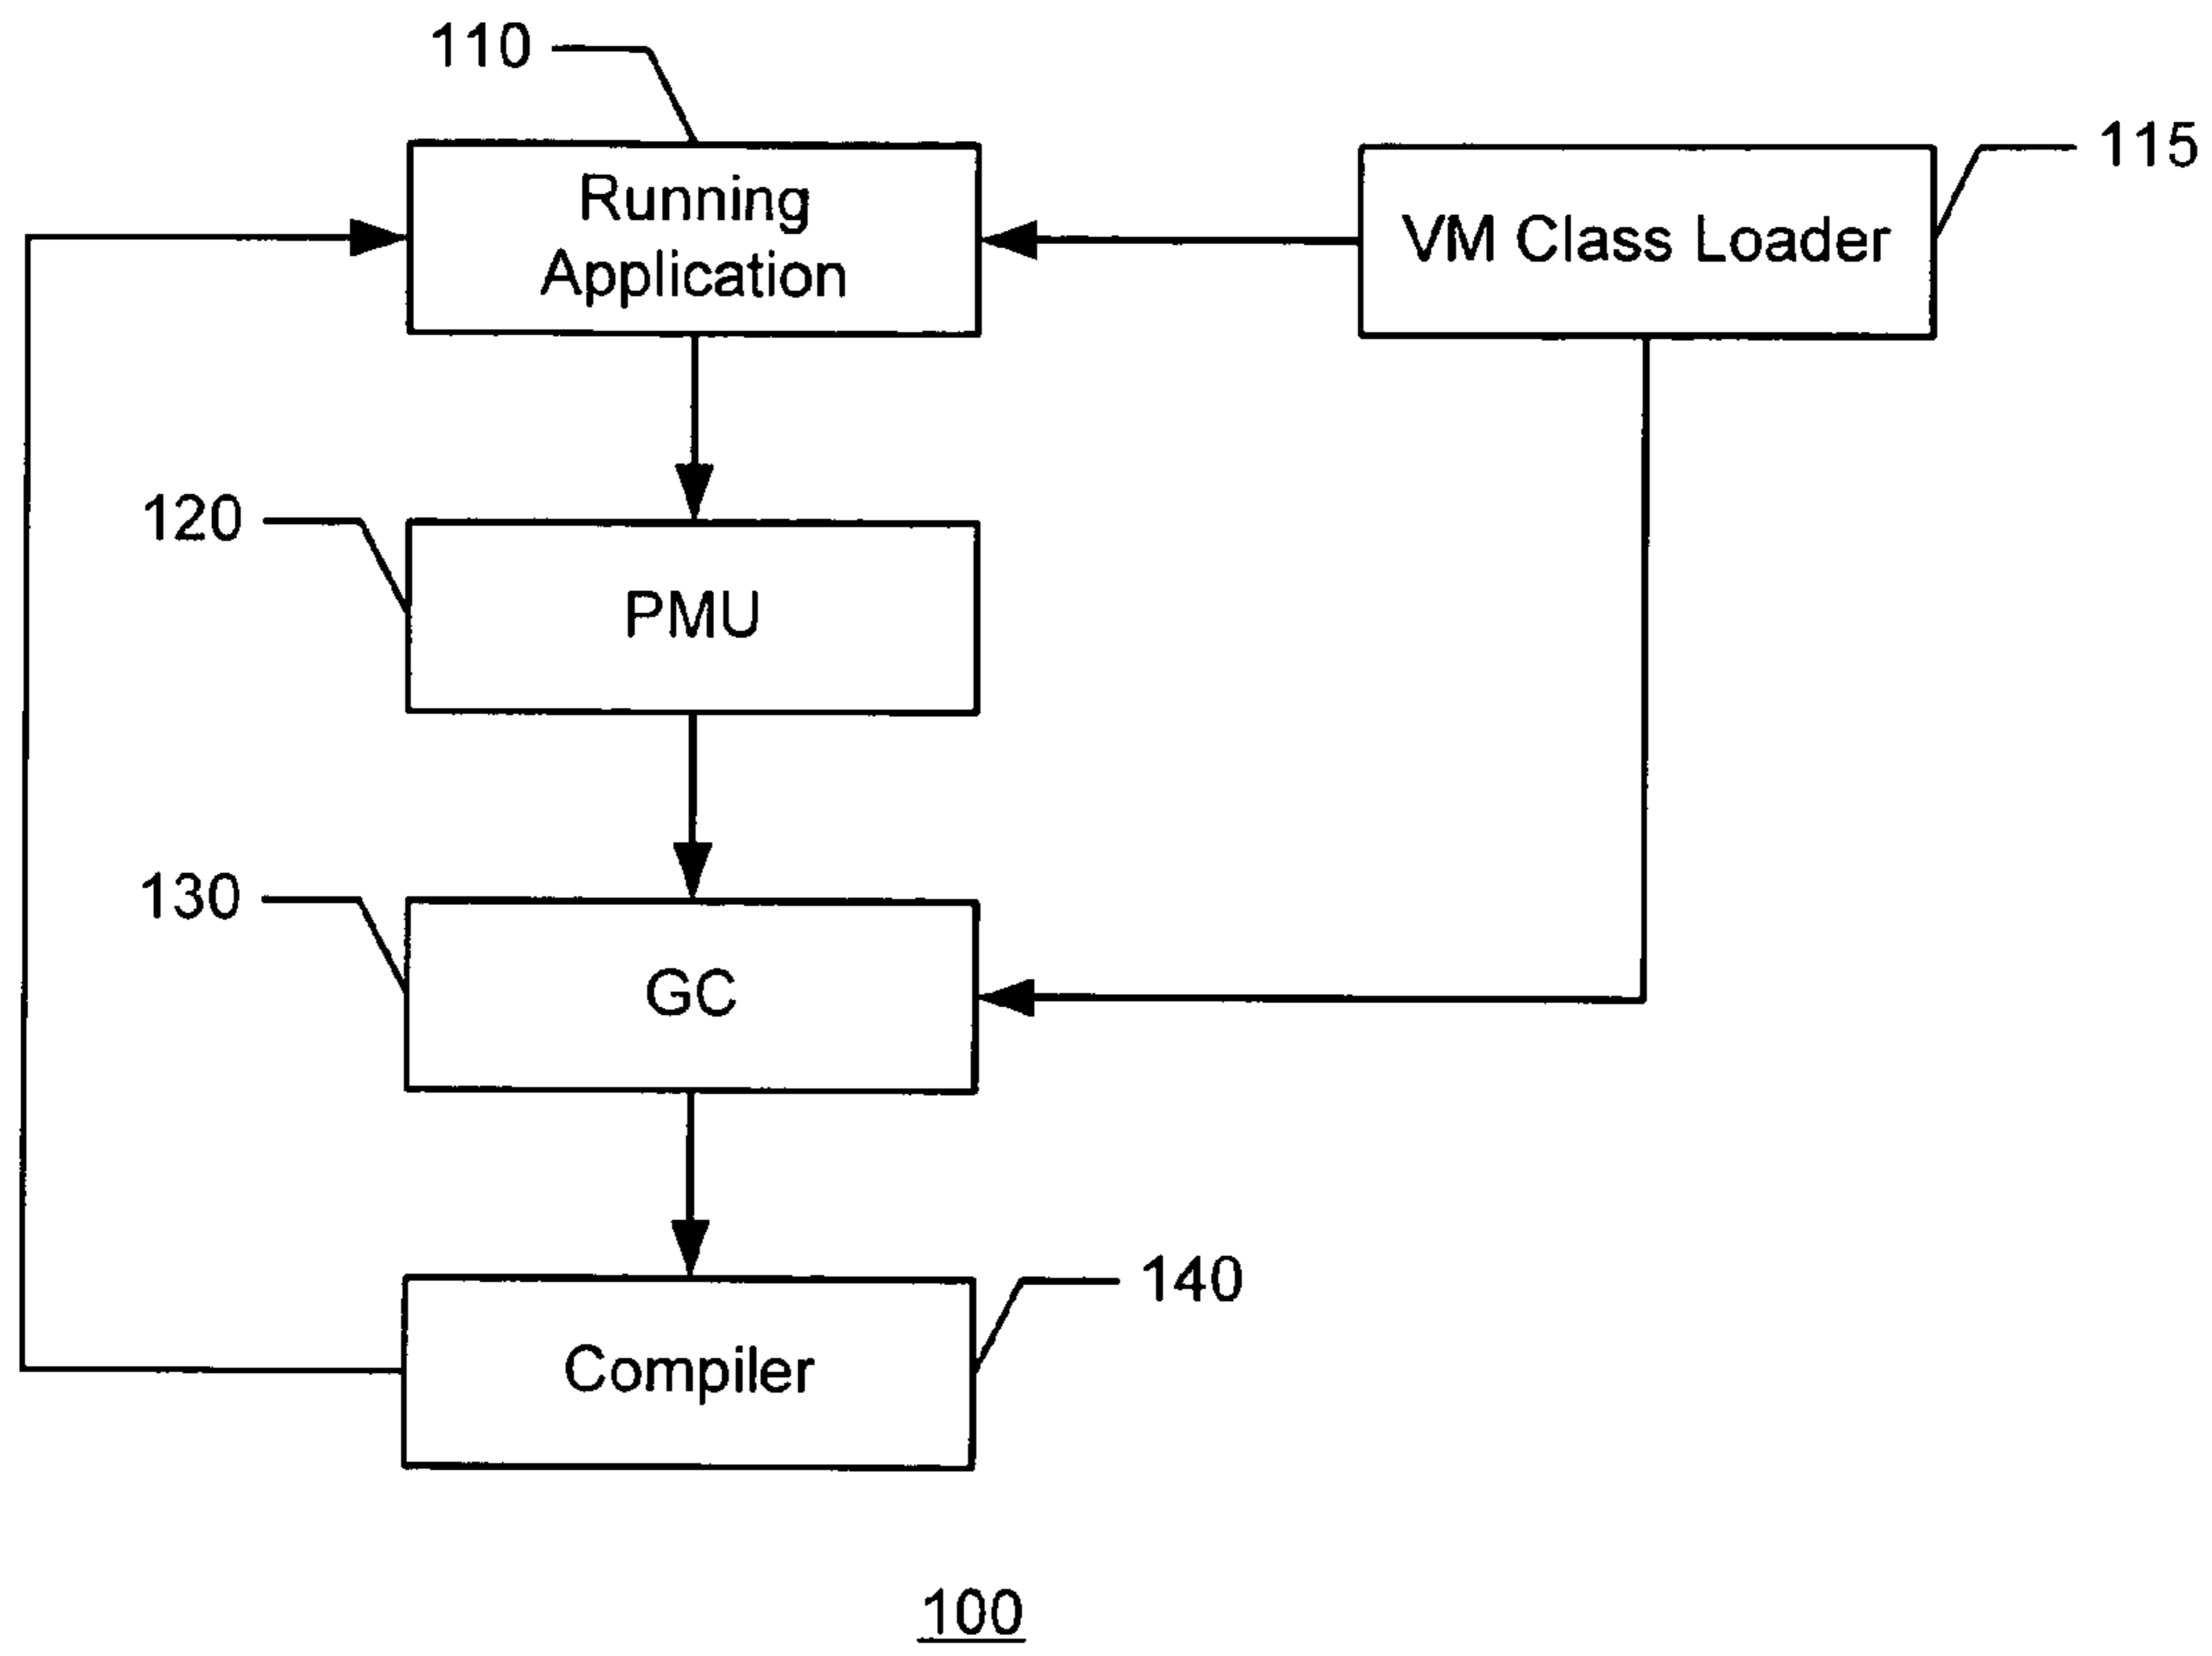 110
115
Running
Application
VM Class Loader
120
PMU
130
GC
140
Compiler
100